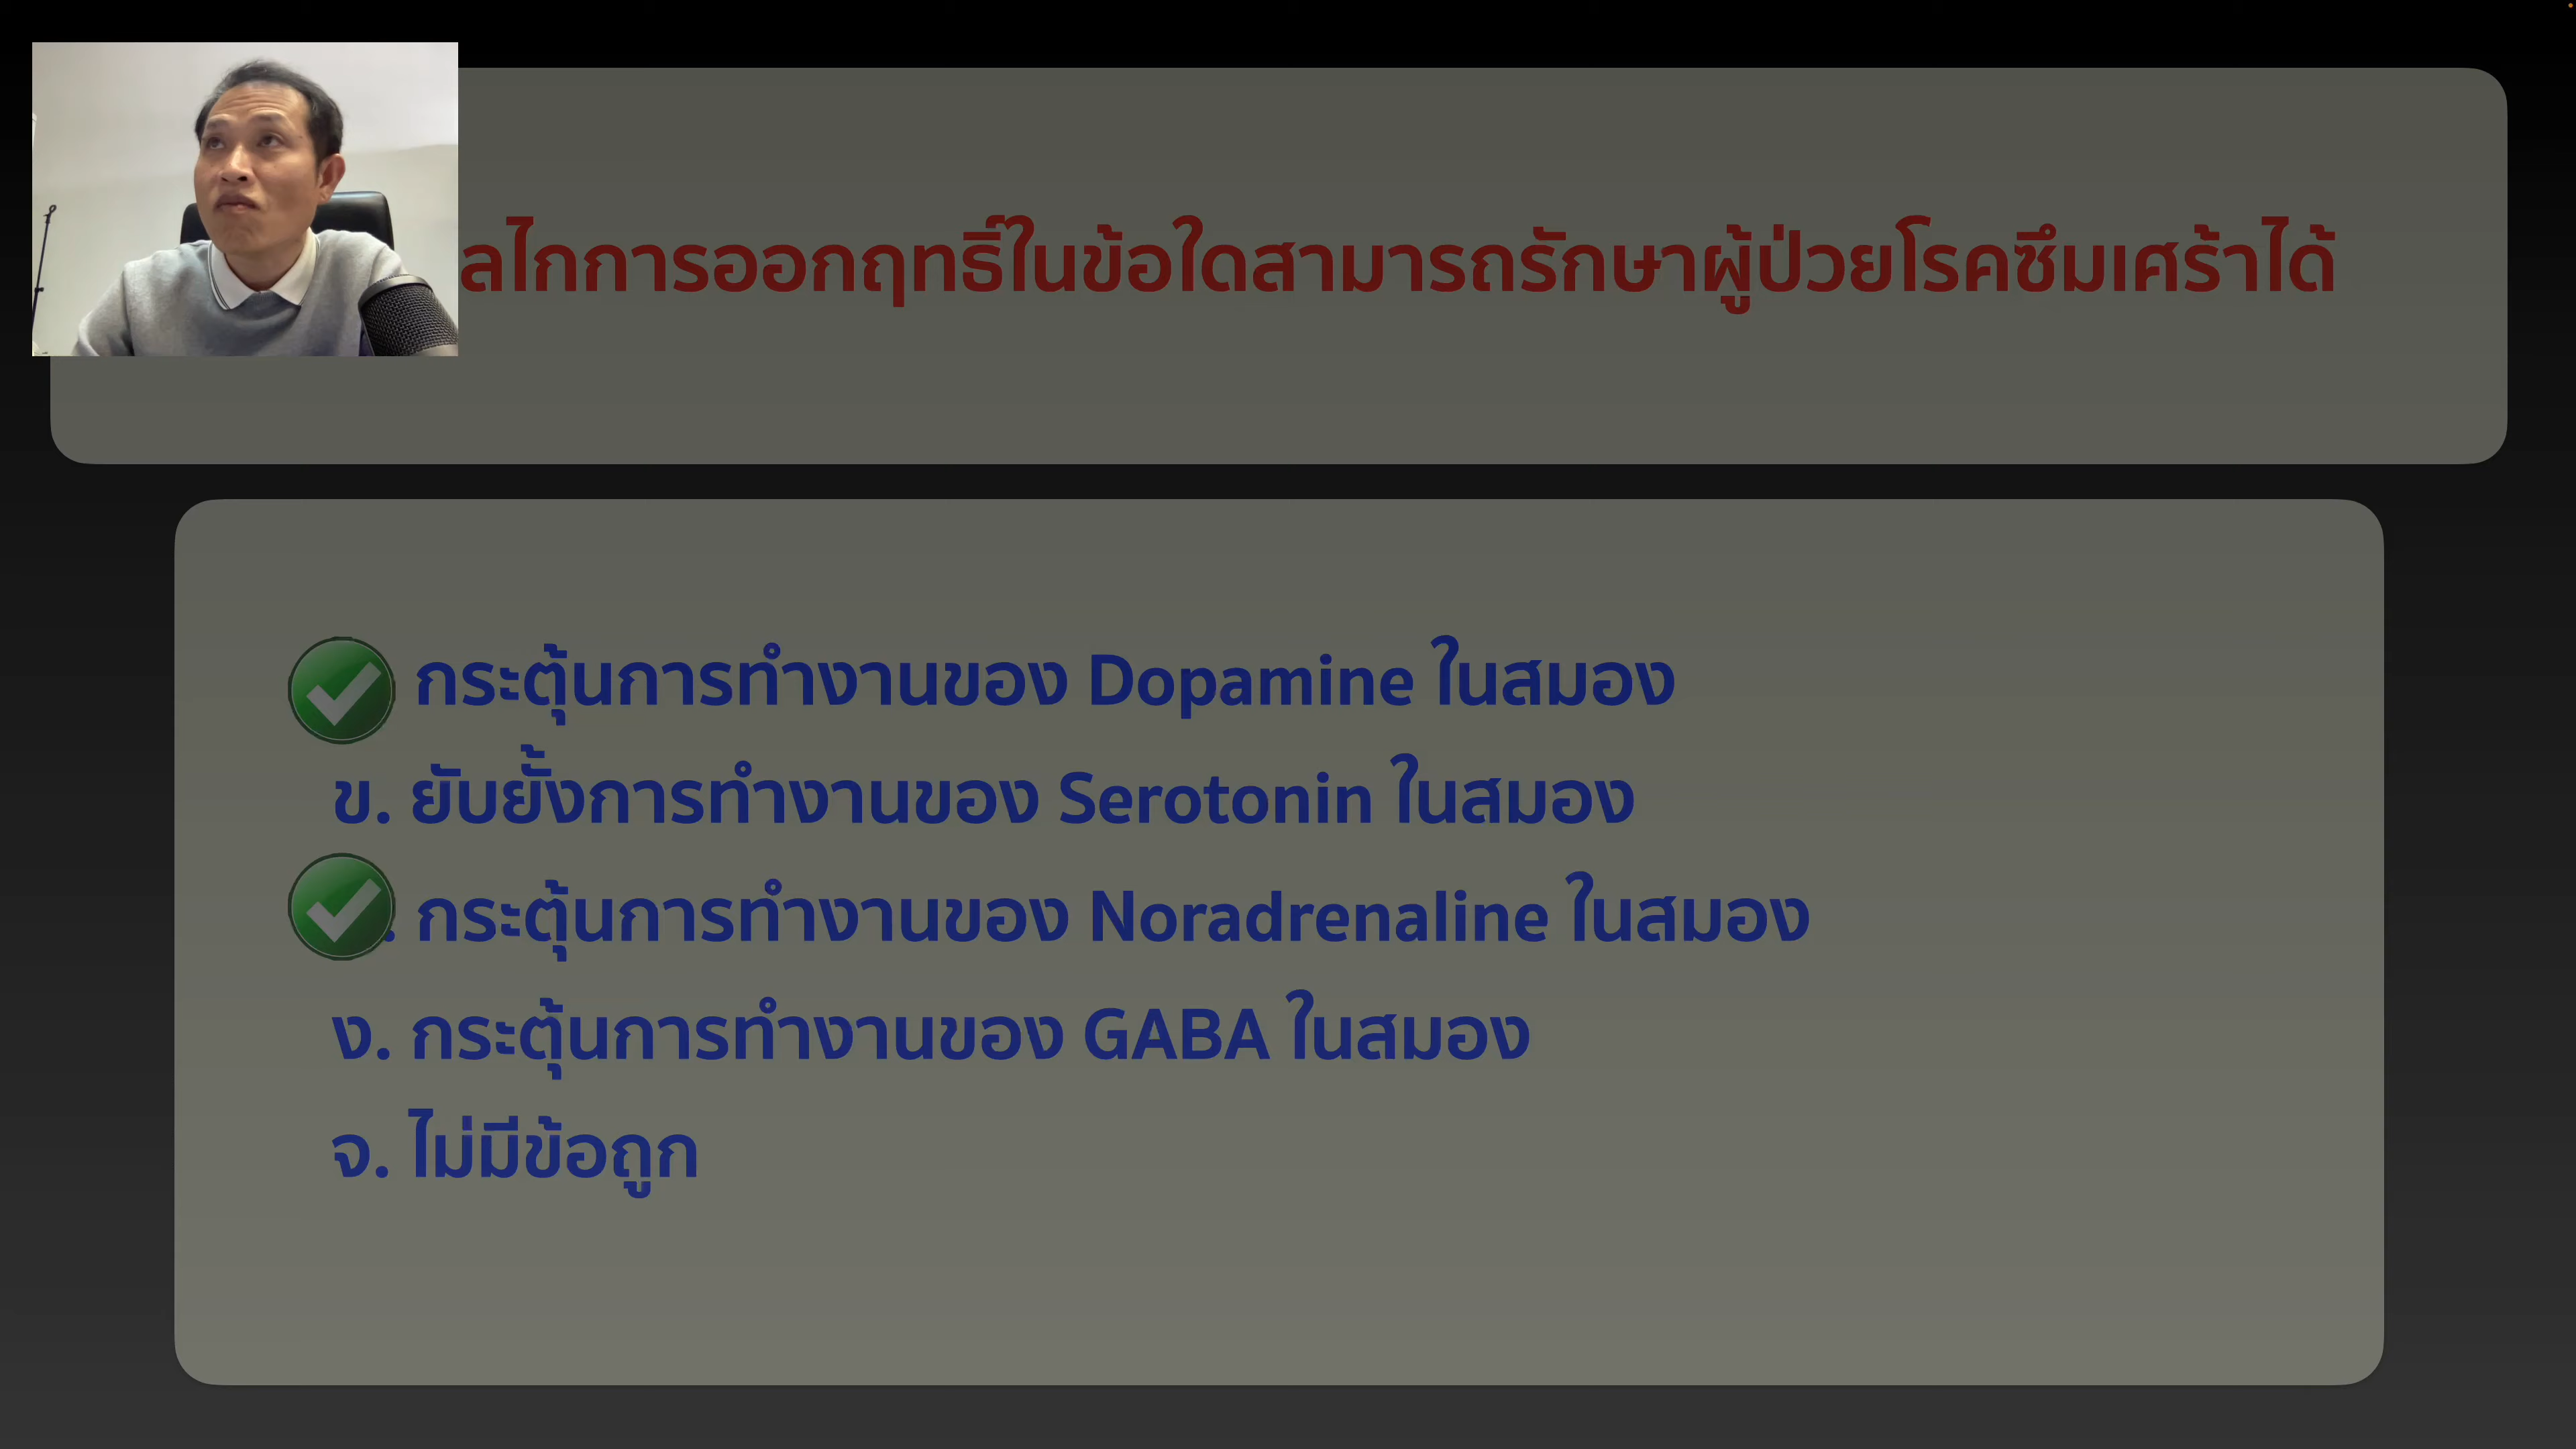 ลไกการออกฤทธิ์ในข้อใดสามารถรักษาผู้ป่วยโรคซึมเศร้าได้
กระตุ้นการทำงานของ Dopamine ในสมอง
ข. ยับยั้งการทำงานของ Serotonin ในสมอง
. กระตุ้นการทำงานของ Noradrenaline ในสมอง
ง. กระตุ้นการทำงานของ GABA ในสมอง
จ. ไม่มีข้อถูก